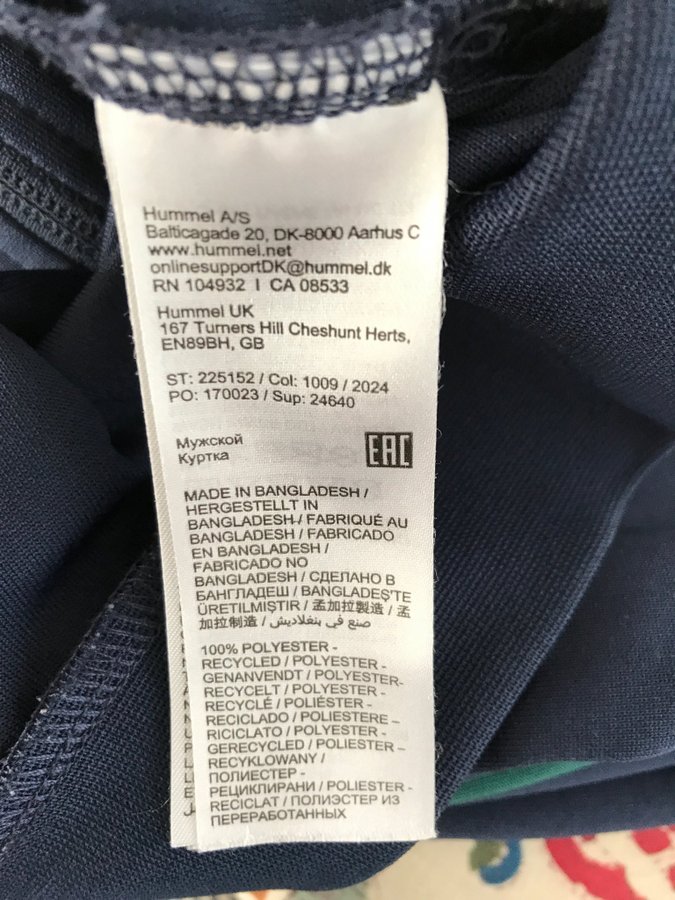 Hummel A/S
Balticagade 20, DK-8000 Aarhus C
www.hummel.net
onlinesupportDK@hummel.dk
RN 104932 I CA 08533
Hummel UK
167 Turners Hill Cheshunt Herts,
EN89BH, GB
ST: 225152 / Col: 1009 / 2024
PO: 170023 / Sup: 24640
Мужской
Куртка
EAC
MADE IN BANGLADESH /
HERGESTELLT IN
BANGLADESH / FABRIQUÉ AU
BANGLADESH / FABRICADO
EN BANGLADESH /
FABRICADO NO
BANGLADESH / СДЕЛАНО В
БАНГЛАДЕШ / BANGLADEŞ'TE
ÜRETILMIŞTIR / 孟加拉製造 / 孟
加拉制造 / صنع في بنغلاديش
100% POLYESTER -
RECYCLED / POLYESTER -
GENANVENDT / POLYESTER-
RECYCELT / POLYESTER -
RECYCLÉ / POLIÉSTER -
RECICLADO / POLIESTERE –
RICICLATO / POLYESTER -
GERECYCLED / POLIESTER –
RECYKLOWANY /
ПОЛИЕСТЕР -
РЕЦИКЛИРАНИ / POLIESTER -
RECICLAT / ПОЛИЭСТЕР ИЗ
ПЕРЕРАБОТАННЫХ